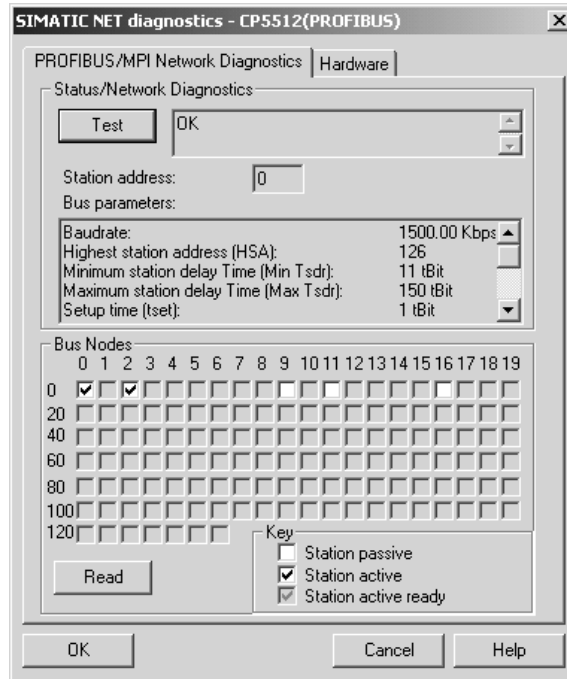 SIMATIC NET diagnostics - CP5512(PROFIBUS)
PROFIBUS/MPI Network Diagnostics Hardware
Status/Network Diagnostics
Test OK
Station address: 0
Bus parameters:
Baudrate: 1500.00 Kbps
Highest station address (HSA): 126
Minimum station delay Time (Min Tsdr): 11 tBit
Maximum station delay Time (Max Tsdr): 150 tBit
Setup time (tset): 1 tBit
Bus Nodes
0 1 2 3 4 5 6 7 8 9 10 11 12 13 14 15 16 17 18 19
0
20
40
60
80
100
120
Key
Station passive
Station active
Station active ready
Read
OK Cancel Help